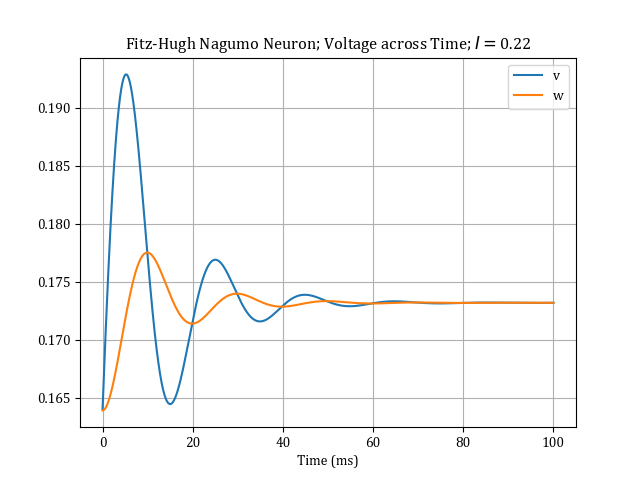 Fitz-Hugh Nagumo Neuron; Voltage across Time; I = 0.22
v
w
0.190
0.185
0.180
0.175
0.170
0.165
0 20 40 60 80 100
Time (ms)